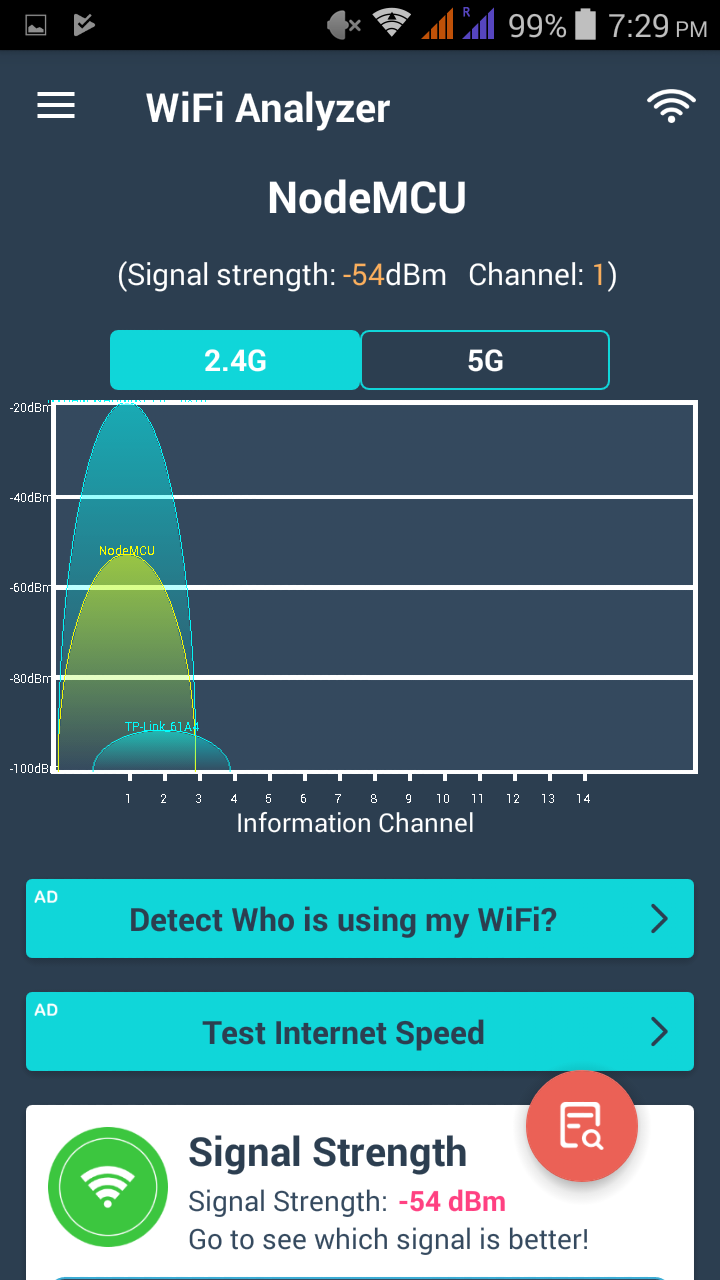 R 99% 7:29 PM
WiFi Analyzer
NodeMCU
(Signal strength: -54dBm Channel: 1)
2.4G 5G
-20dBm
-40dBm
NodeMCU
-60dBm
-80dBm
TP-Link_61A4
-100dB
1 2 3 4 5 6 7 8 9 10 11 12 13 14
Information Channel
AD
Detect Who is using my WiFi?
AD
Test Internet Speed
Signal Strength
Signal Strength: -54 dBm
Go to see which signal is better!